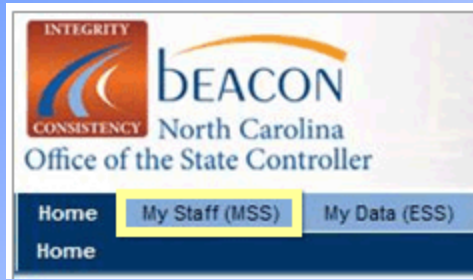 INTEGRITY
CONSISTENCY
beacon
North Carolina
Office of the State Controller
Home My Staff (MSS) My Data (ESS)
Home